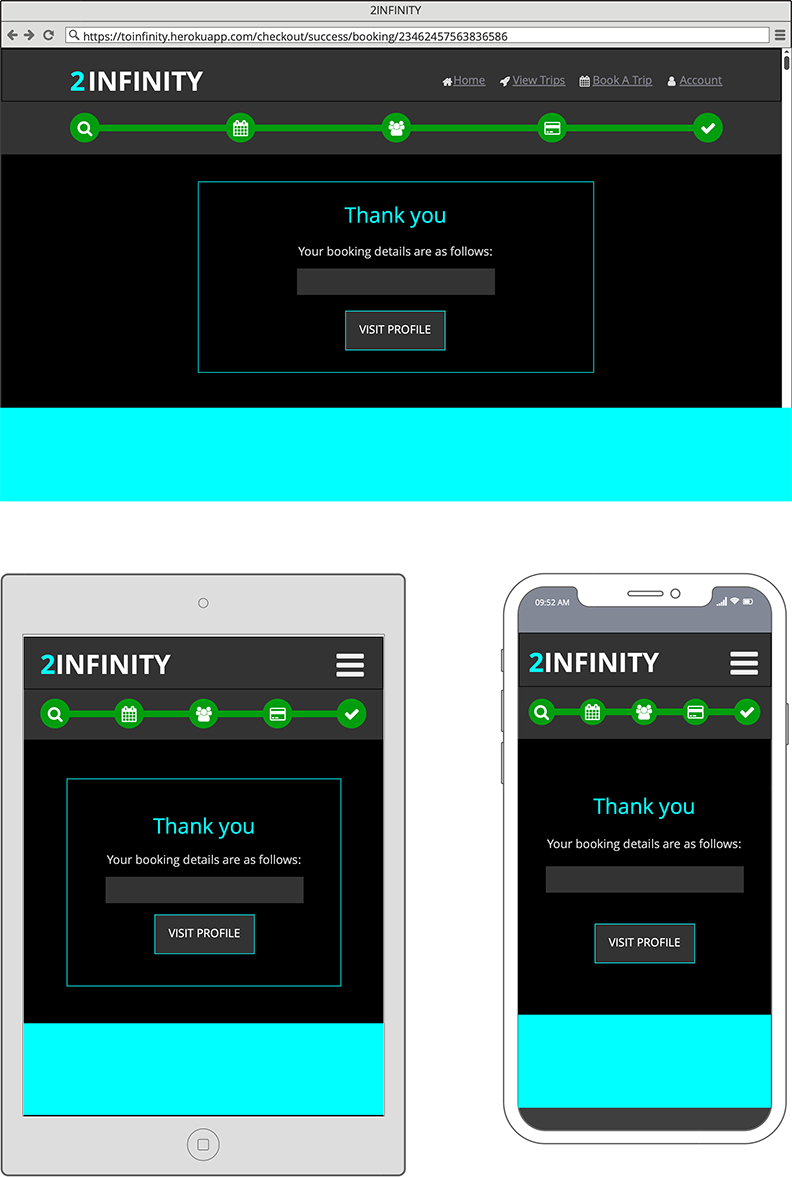 2INFINITY
https://toinfinity.herokuapp.com/checkout/success/booking/23462457563836586
2INFINITY Home View Trips Book A Trip Account
Thank you
Your booking details are as follows:
VISIT PROFILE
09:52 AM
2INFINITY
2INFINITY
Thank you
Your booking details are as follows:
VISIT PROFILE
Thank you
Your booking details are as follows:
VISIT PROFILE